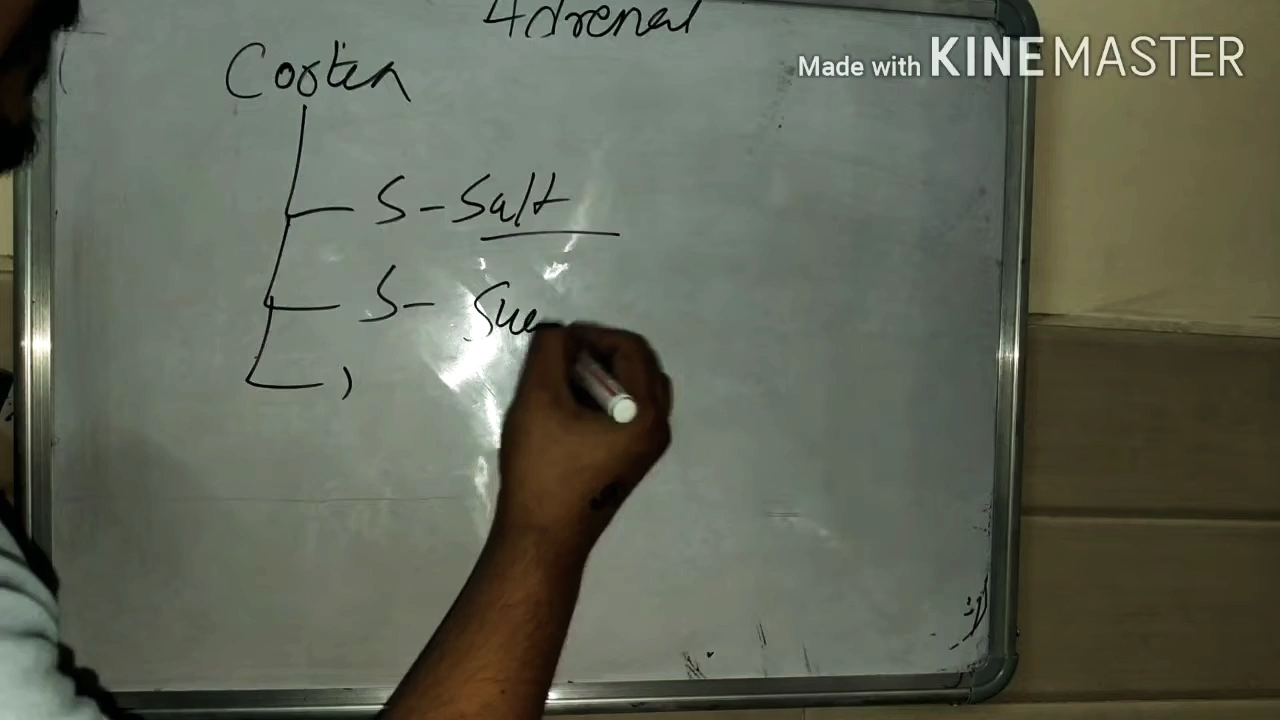 Adrenal
Made with KINEMASTER
Cortex
S - Salt
S - Su